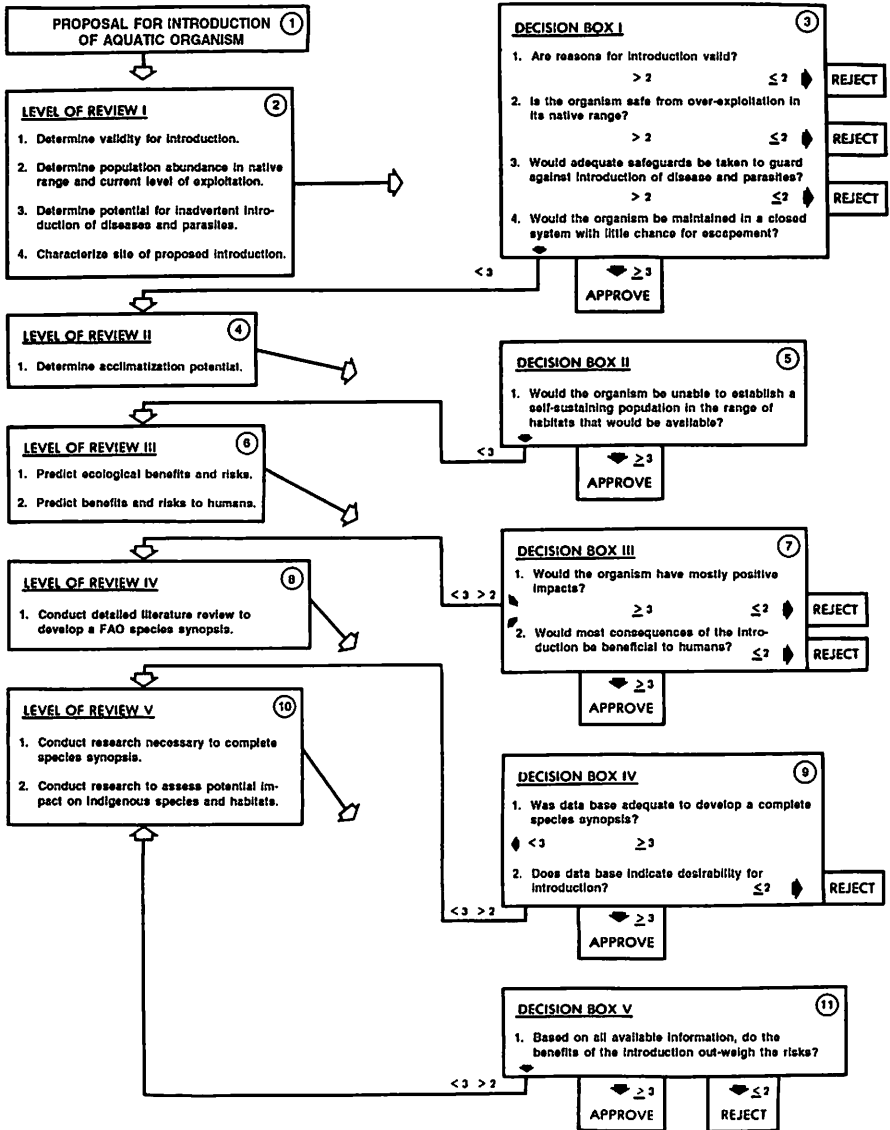 PROPOSAL FOR INTRODUCTION
OF AQUATIC ORGANISM
1
LEVEL OF REVIEW I
2
1. Determine validity for introduction.
2. Determine population abundance in native
range and current level of exploitation.
3. Determine potential for inadvertent intro-
duction of diseases and parasites.
4. Characterize site of proposed introduction.
DECISION BOX I
3
1. Are reasons for introduction valid?
> 2 ≤ 2 REJECT
2. Is the organism safe from over-exploitation in
its native range?
> 2 ≤ 2 REJECT
3. Would adequate safeguards be taken to guard
against introduction of disease and parasites?
> 2 ≤ 2 REJECT
4. Would the organism be maintained in a closed
system with little chance for escapement?
< 3 ≥ 3
APPROVE
LEVEL OF REVIEW II
4
1. Determine acclimatization potential.
DECISION BOX II
5
1. Would the organism be unable to establish a
self-sustaining population in the range of
habitats that would be available?
< 3 ≥ 3
APPROVE
LEVEL OF REVIEW III
6
1. Predict ecological benefits and risks.
2. Predict benefits and risks to humans.
DECISION BOX III
7
1. Would the organism have mostly positive
impacts?
< 3 > 2 ≥ 3 ≤ 2 REJECT
2. Would most consequences of the intro-
duction be beneficial to humans?
≤ 2 REJECT
≥ 3
APPROVE
LEVEL OF REVIEW IV
8
1. Conduct detailed literature review to
develop a FAO species synopsis.
DECISION BOX IV
9
1. Was data base adequate to develop a complete
species synopsis?
< 3 ≥ 3
2. Does data base indicate desirability for
introduction? ≤ 2 REJECT
< 3 > 2 ≥ 3
APPROVE
LEVEL OF REVIEW V
10
1. Conduct research necessary to complete
species synopsis.
2. Conduct research to assess potential im-
pact on indigenous species and habitats.
DECISION BOX V
11
1. Based on all available information, do the
benefits of the introduction out-weigh the risks?
< 3 > 2 ≥ 3 ≤ 2
APPROVE REJECT